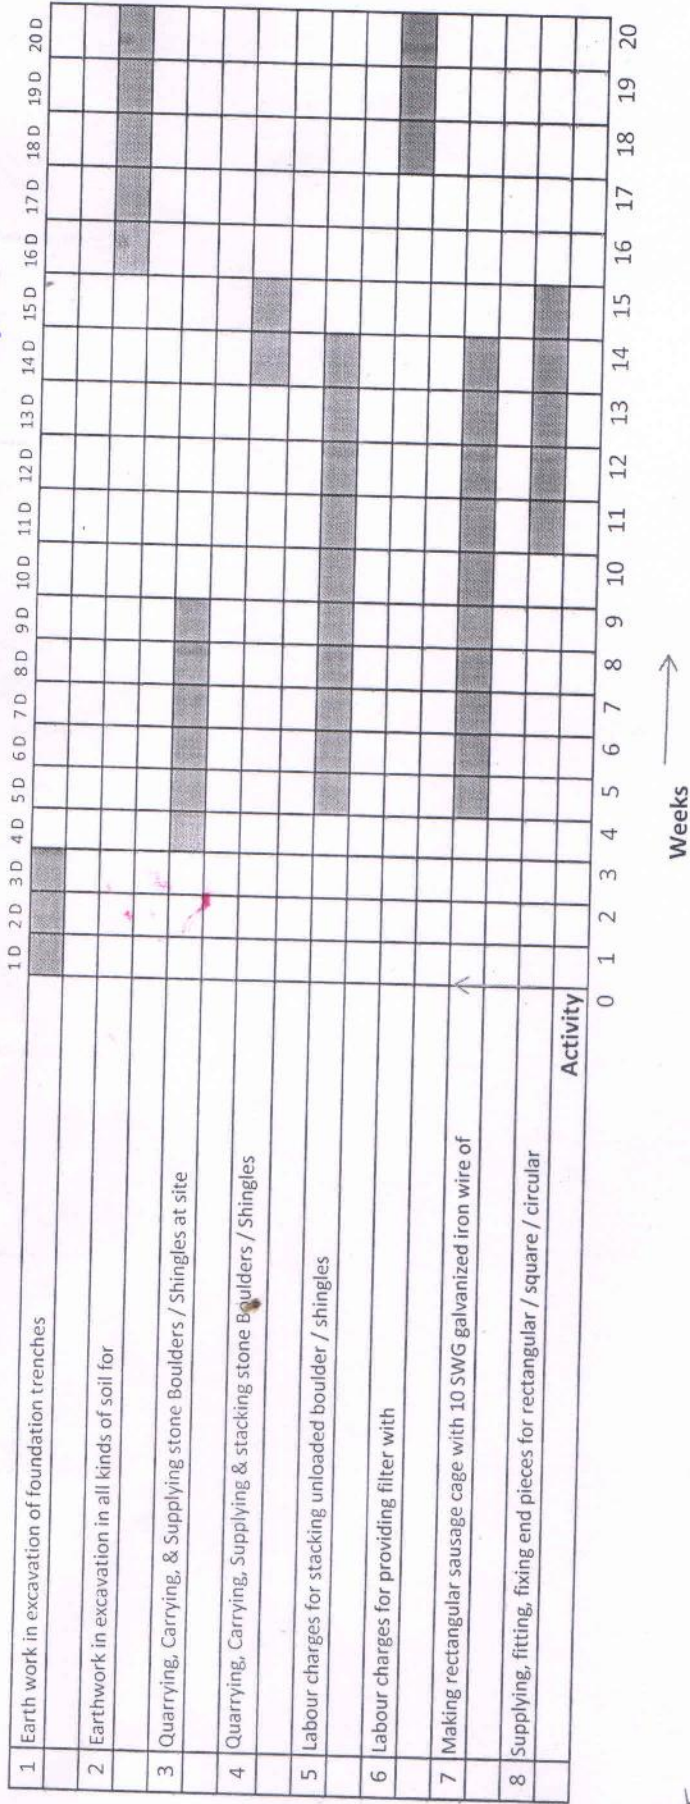 1D 2D 3D 4D 5D 6D 7D 8D 9D 10D 11D 12D 13D 14D 15D 16D 17D 18D 19D 20D
1 Earth work in excavation of foundation trenches
2 Earthwork in excavation in all kinds of soil for
3 Quarrying, Carrying, & Supplying stone Boulders / Shingles at site
4 Quarrying, Carrying, Supplying & stacking stone Boulders / Shingles
5 Labour charges for stacking unloaded boulder / shingles
6 Labour charges for providing filter with
7 Making rectangular sausage cage with 10 SWG galvanized iron wire of
8 Supplying, fitting, fixing end pieces for rectangular / square / circular
Activity
0 1 2 3 4 5 6 7 8 9 10 11 12 13 14 15 16 17 18 19 20
Weeks